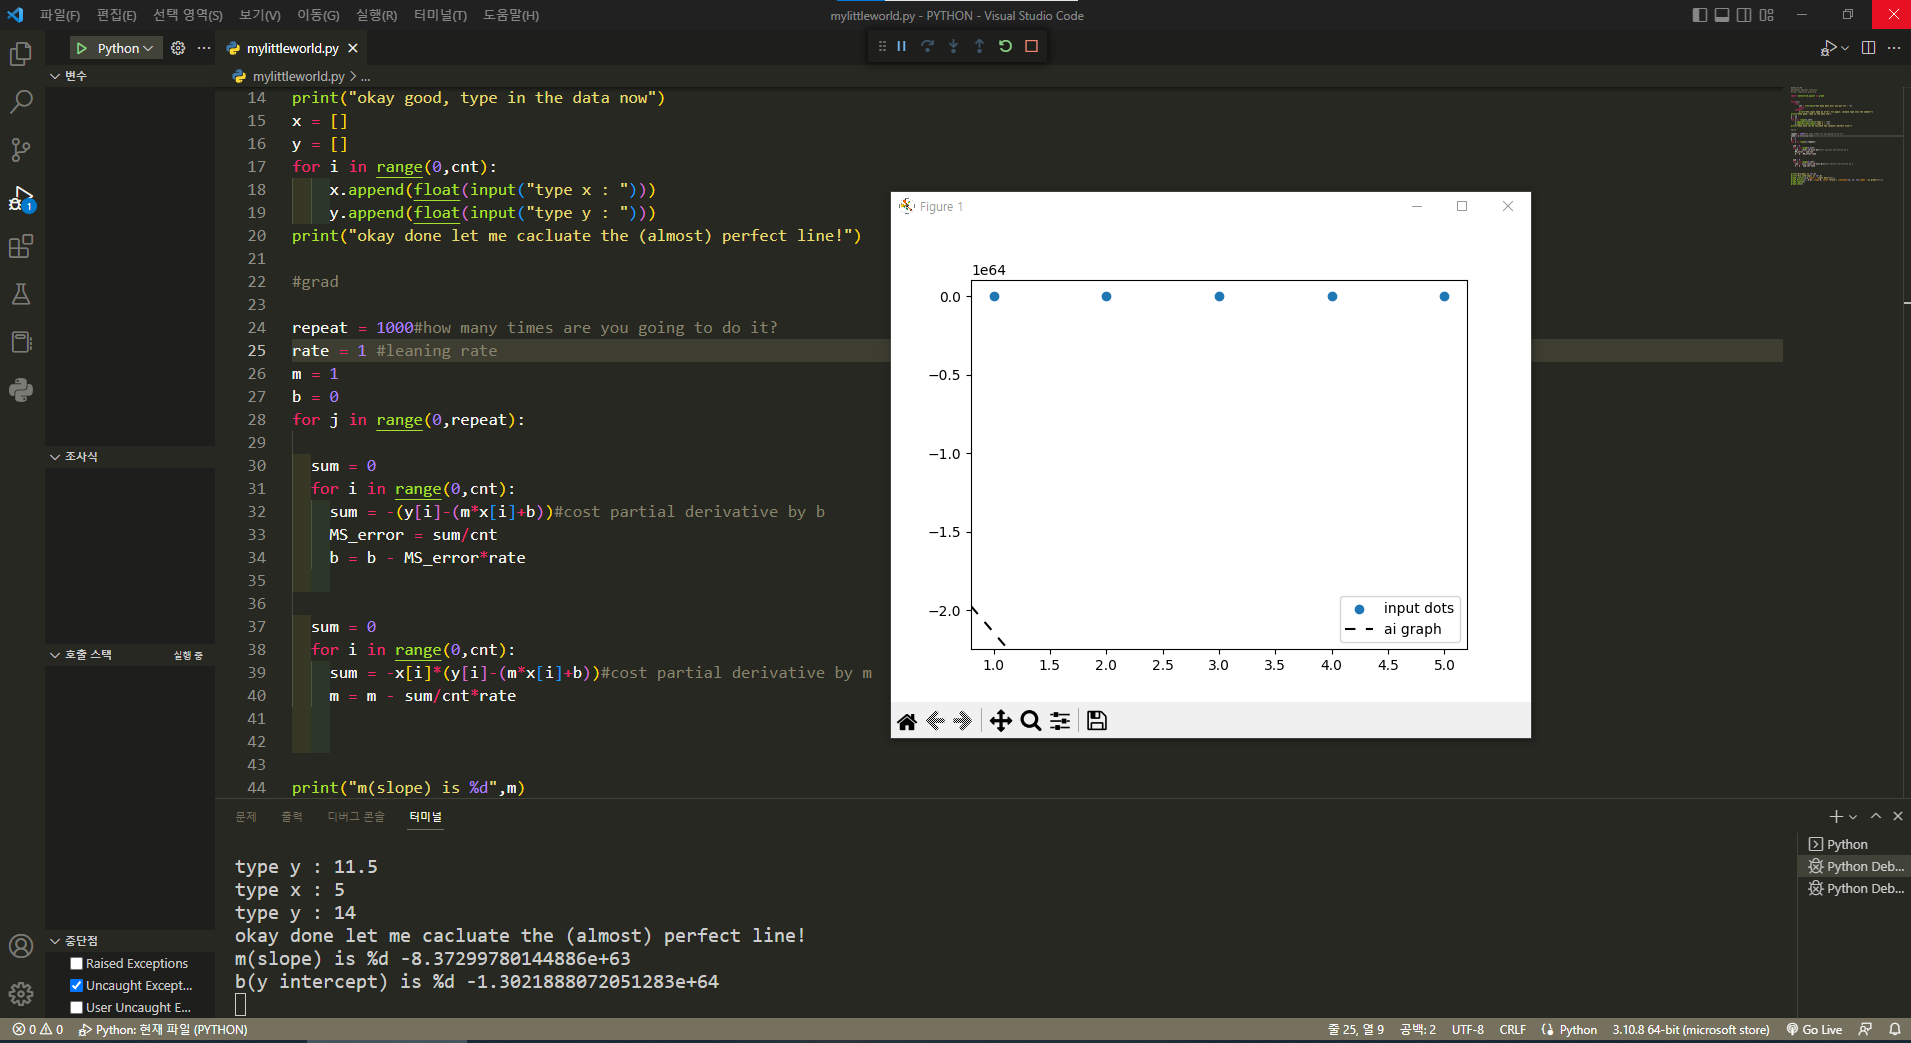 파일(F) 편집(E) 선택 영역(S) 보기(V) 이동(G) 실행(R) 터미널(T) 도움말(H)
mylittleworld.py - PYTHON - Visual Studio Code
Python
mylittleworld.py
변수
mylittleworld.py > ...
14 print("okay good, type in the data now")
15 x = []
16 y = []
17 for i in range(0,cnt):
18 x.append(float(input("type x : ")))
19 y.append(float(input("type y : ")))
20 print("okay done let me cacluate the (almost) perfect line!")
21
22 #grad
23
24 repeat = 1000#how many times are you going to do it?
25 rate = 1 #leaning rate
26 m = 1
27 b = 0
28 for j in range(0,repeat):
29
30 sum = 0
31 for i in range(0,cnt):
32 sum = -(y[i]-(m*x[i]+b))#cost partial derivative by b
33 MS_error = sum/cnt
34 b = b - MS_error*rate
35
36
37 sum = 0
38 for i in range(0,cnt):
39 sum = -x[i]*(y[i]-(m*x[i]+b))#cost partial derivative by m
40 m = m - sum/cnt*rate
41
42
43
44 print("m(slope) is %d",m)
Figure 1
1e64
0.0
−0.5
−1.0
−1.5
−2.0
1.0 1.5 2.0 2.5 3.0 3.5 4.0 4.5 5.0
input dots
ai graph
1
조사식
호출 스택 실행 중
중단점
Raised Exceptions
Uncaught Except...
User Uncaught E...
문제 출력 디버그 콘솔 터미널
type y : 11.5
type x : 5
type y : 14
okay done let me cacluate the (almost) perfect line!
m(slope) is %d -8.37299780144886e+63
b(y intercept) is %d -1.3021888072051283e+64
Python
Python Deb...
Python Deb...
0 0 Python: 현재 파일 (PYTHON)
줄 25, 열 9 공백: 2 UTF-8 CRLF Python 3.10.8 64-bit (microsoft store) Go Live